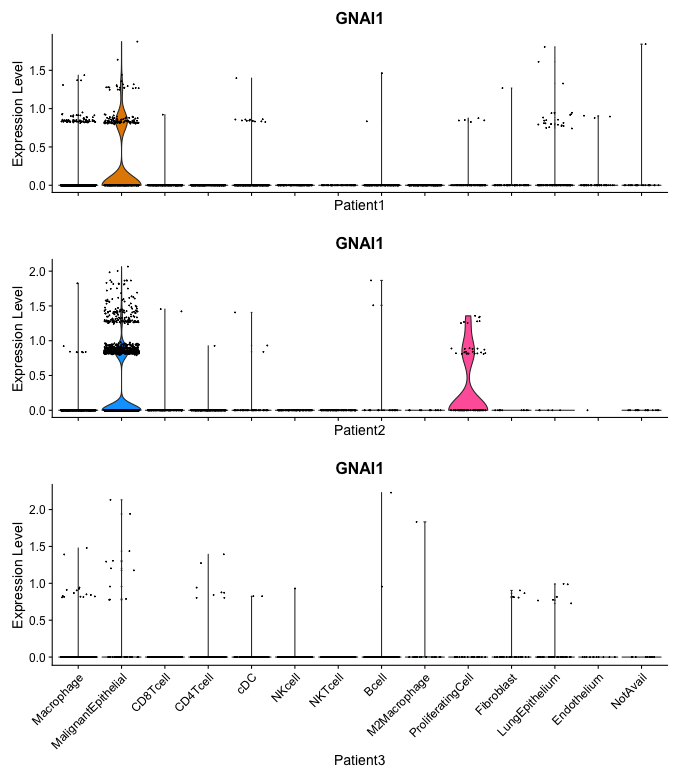 GNAI1
Expression Level
1.5
1.0
0.5
0.0
Patient1
GNAI1
Expression Level
2.0
1.5
1.0
0.5
0.0
Patient2
GNAI1
Expression Level
2.0
1.5
1.0
0.5
0.0
Macrophage
MalignantEpithelial
CD8Tcell
CD4Tcell
cDC
NKcell
NKTcell
Bcell
M2Macrophage
ProliferatingCell
Fibroblast
LungEpithelium
Endothelium
NotAvail
Patient3